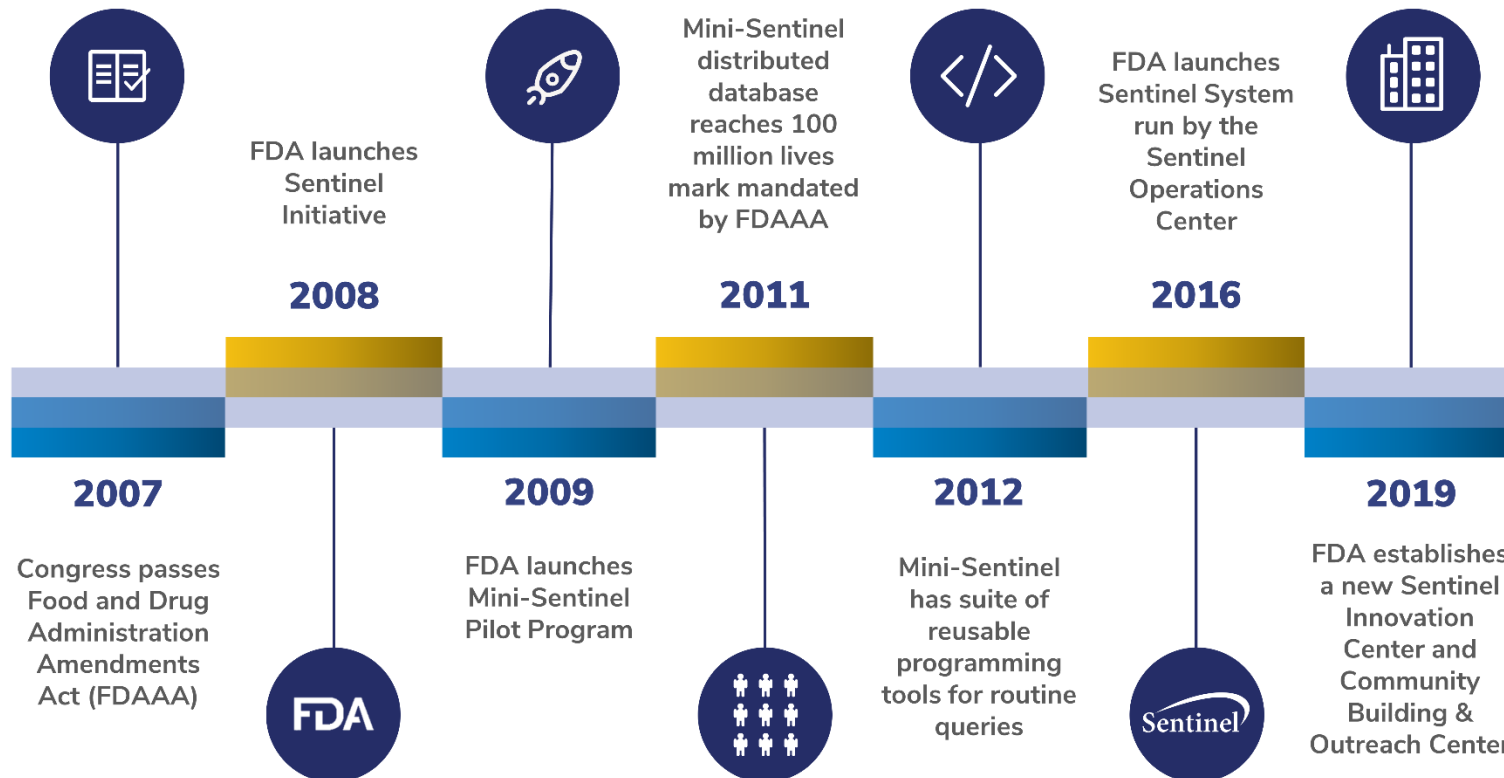 2007
Congress passes
Food and Drug
Administration
Amendments
Act (FDAAA)
FDA launches
Sentinel
Initiative
2008
FDA
2009
FDA launches
Mini-Sentinel
Pilot Program
Mini-Sentinel
distributed
database
reaches 100
million lives
mark mandated
by FDAAA
2011
2012
Mini-Sentinel
has suite of
reusable
programming
tools for routine
queries
FDA launches
Sentinel System
run by the
Sentinel
Operations
Center
2016
Sentinel
2019
FDA establishes
a new Sentinel
Innovation
Center and
Community
Building &
Outreach Center